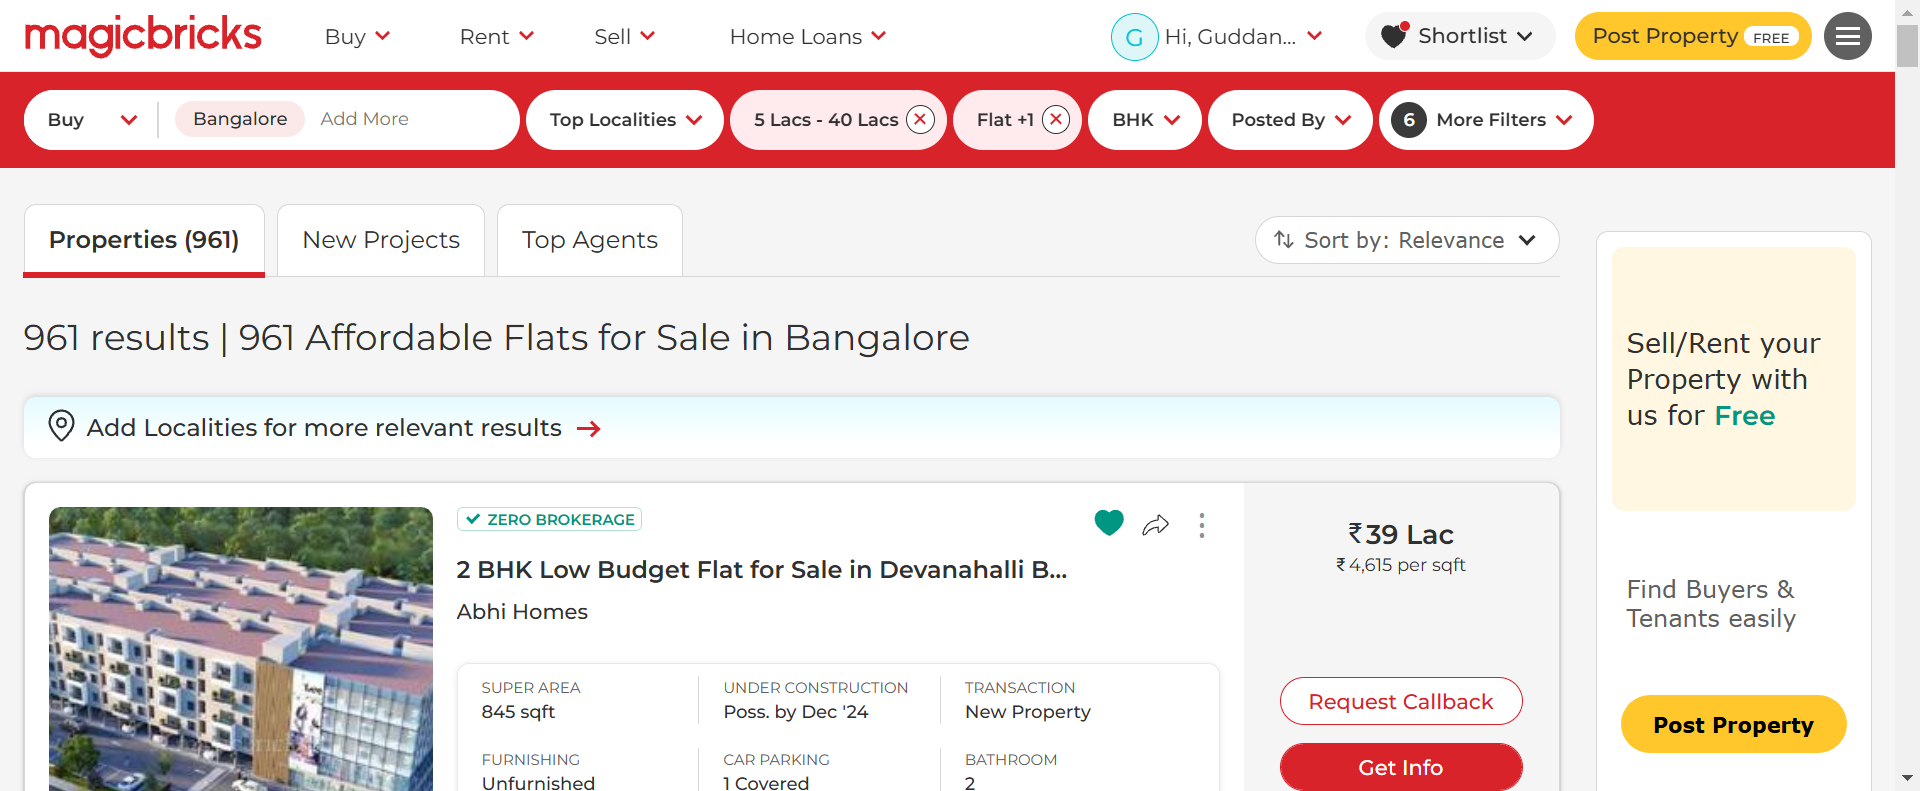 magicbricks
Buy
Rent
Sell
Home Loans
G
Hi, Guddan...
Shortlist
Post Property FREE
Buy
Bangalore
Add More
Top Localities
5 Lacs - 40 Lacs
Flat +1
BHK
Posted By
6 More Filters
Properties (961)
New Projects
Top Agents
Sort by: Relevance
961 results | 961 Affordable Flats for Sale in Bangalore
Add Localities for more relevant results
ZERO BROKERAGE
2 BHK Low Budget Flat for Sale in Devanahalli B...
Abhi Homes
SUPER AREA
845 sqft
UNDER CONSTRUCTION
Poss. by Dec '24
TRANSACTION
New Property
FURNISHING
Unfurnished
CAR PARKING
1 Covered
BATHROOM
2
₹39 Lac
₹4,615 per sqft
Request Callback
Get Info
Sell/Rent your
Property with
us for Free
Find Buyers &
Tenants easily
Post Property